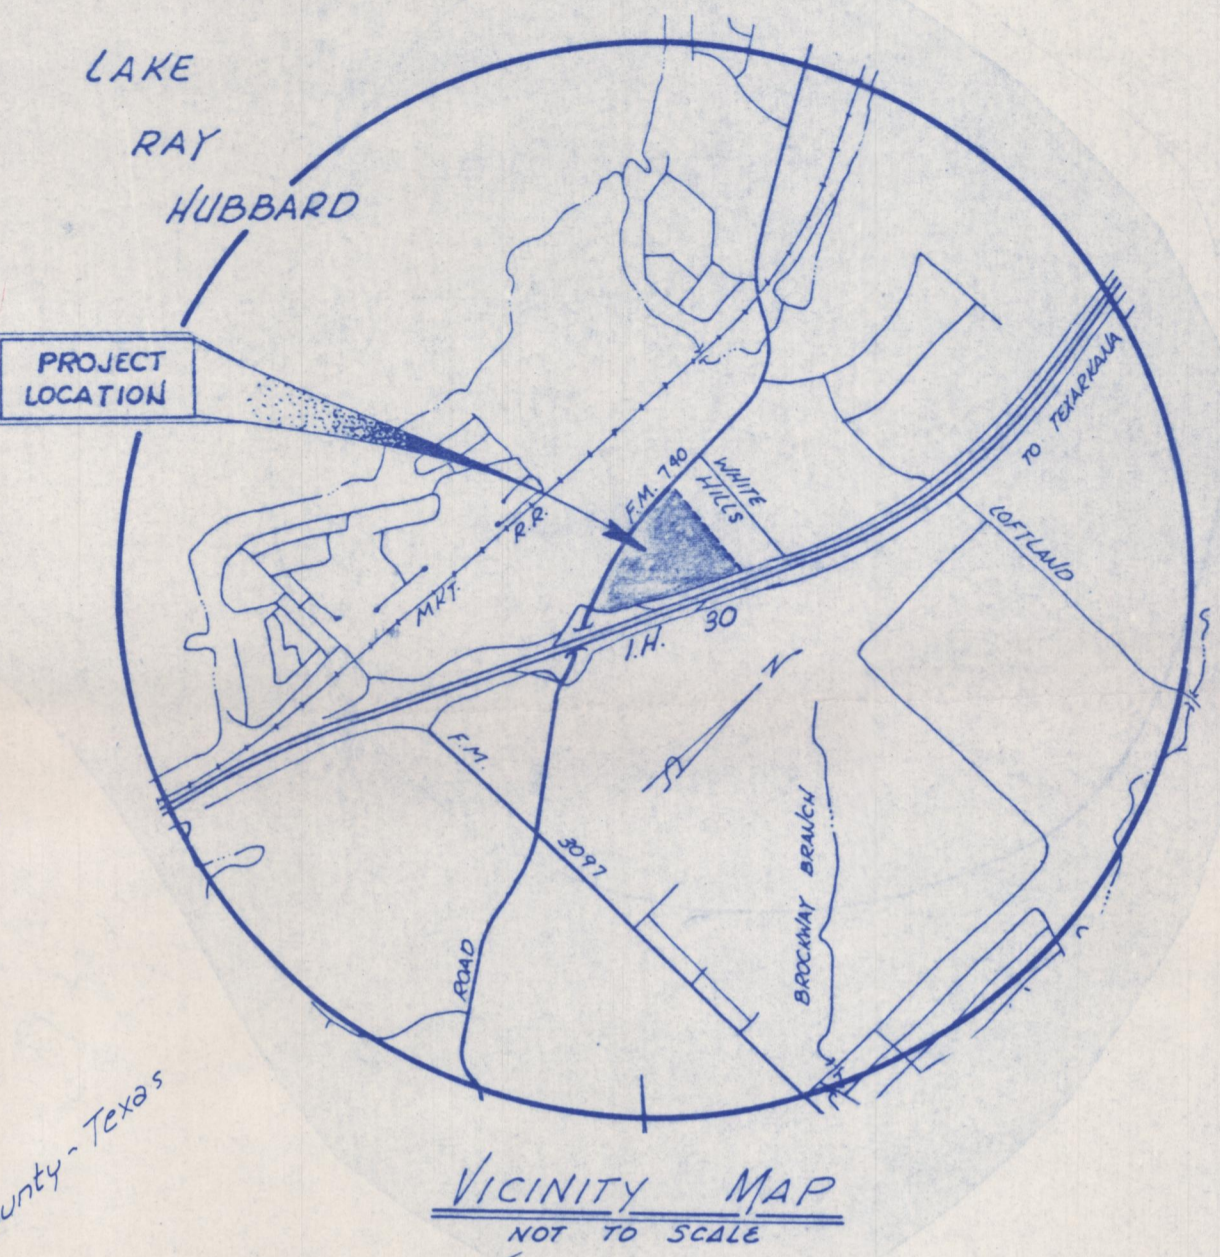 LAKE
RAY
HUBBARD
PROJECT
LOCATION
TO TEXARKANA
F.M. 740
WHITE
HILLS
R.R.
LOFTLAND
MKT.
I.H. 30
N
F.M.
3097
BROCKWAY BRANCH
ROAD
unty - Texas
VICINITY MAP
NOT TO SCALE